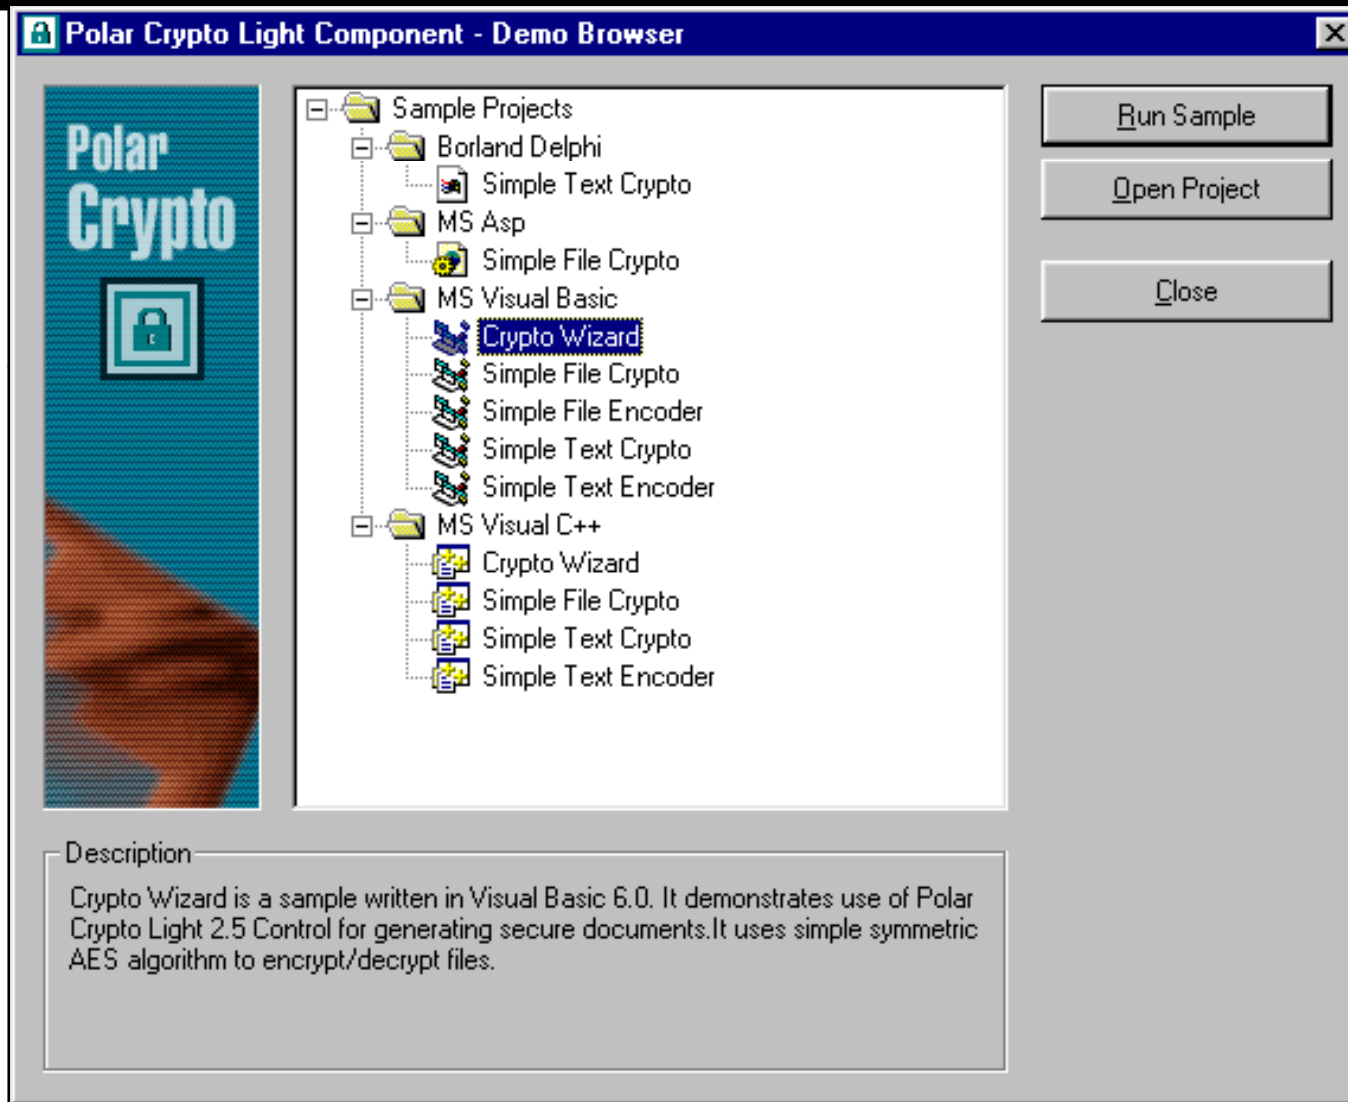 Polar Crypto Light Component - Demo Browser
Polar
Crypto
Sample Projects
Borland Delphi
Simple Text Crypto
MS Asp
Simple File Crypto
MS Visual Basic
Crypto Wizard
Simple File Crypto
Simple File Encoder
Simple Text Crypto
Simple Text Encoder
MS Visual C++
Crypto Wizard
Simple File Crypto
Simple Text Crypto
Simple Text Encoder
Run Sample
Open Project
Close
Description
Crypto Wizard is a sample written in Visual Basic 6.0. It demonstrates use of Polar
Crypto Light 2.5 Control for generating secure documents.It uses simple symmetric
AES algorithm to encrypt/decrypt files.